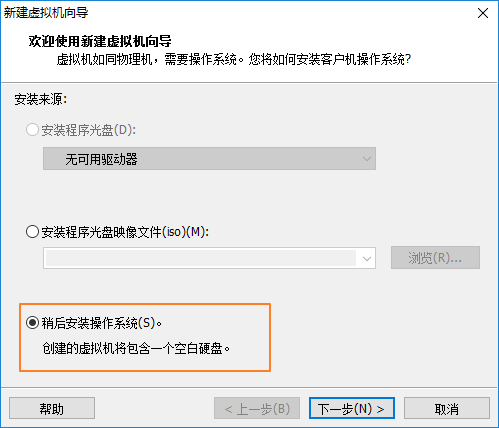 新建虚拟机向导
欢迎使用新建虚拟机向导
虚拟机如同物理机，需要操作系统。您将如何安装客户机操作系统?
安装来源:
安装程序光盘(D):
无可用驱动器
安装程序光盘映像文件(iso)(M):
浏览(R)...
稍后安装操作系统(S)。
创建的虚拟机将包含一个空白硬盘。
帮助
< 上一步(B)
下一步(N) >
取消